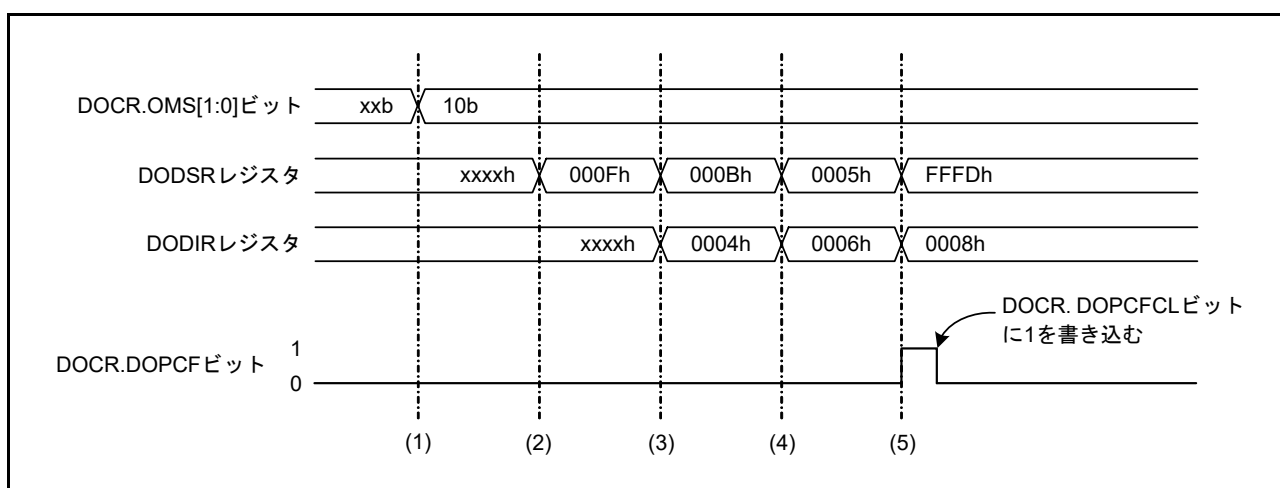 DOCR.OMS[1:0]ビット xxb 10b
DODSRレジスタ xxxxh 000Fh 000Bh 0005h FFFDh
DODIRレジスタ xxxxh 0004h 0006h 0008h
DOCR. DOPCFCLビット
に1を書き込む
1
DOCR.DOPCFビット
0
(1) (2) (3) (4) (5)